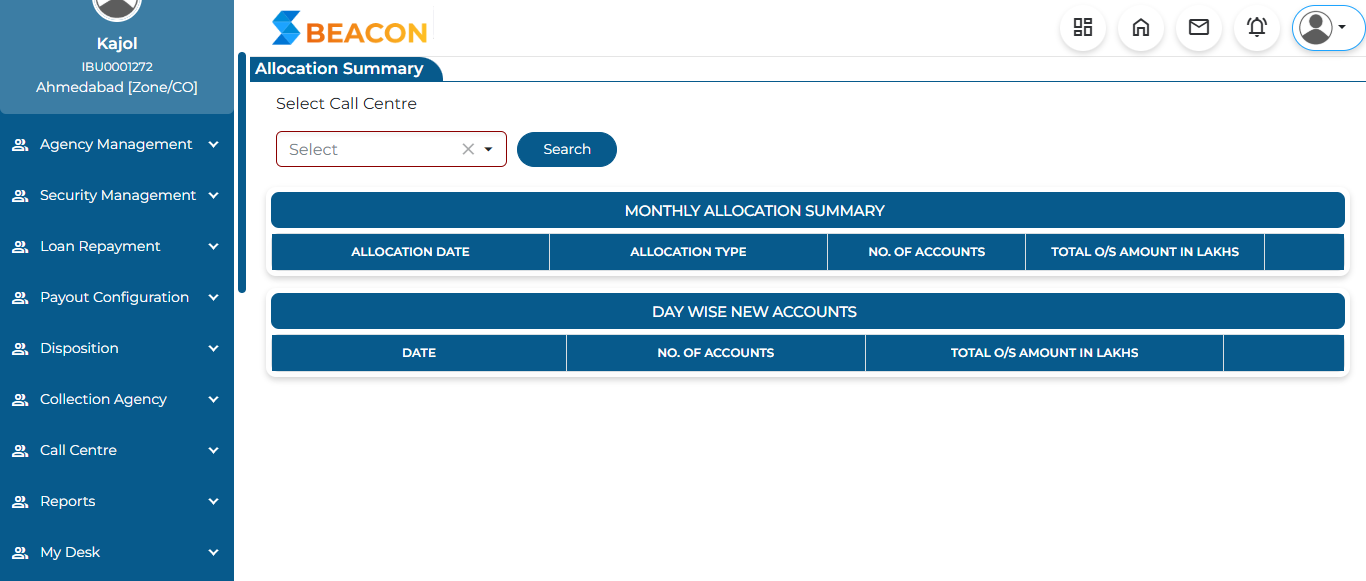 Kajol
IBU0001272
Ahmedabad [Zone/CO]
Agency Management
Security Management
Loan Repayment
Payout Configuration
Disposition
Collection Agency
Call Centre
Reports
My Desk
BEACON
Allocation Summary
Select Call Centre
Select
Search
MONTHLY ALLOCATION SUMMARY
ALLOCATION DATE ALLOCATION TYPE NO. OF ACCOUNTS TOTAL O/S AMOUNT IN LAKHS
DAY WISE NEW ACCOUNTS
DATE NO. OF ACCOUNTS TOTAL O/S AMOUNT IN LAKHS